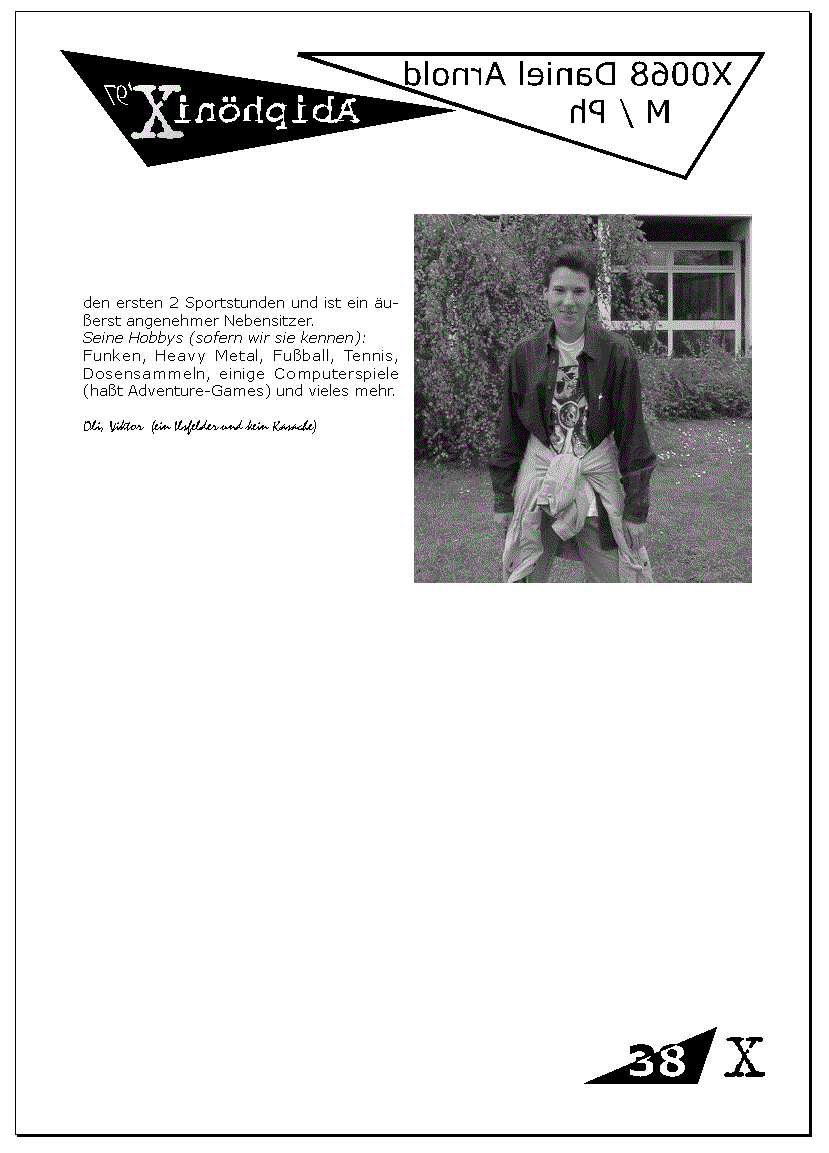 AbiphöniX '97
X0068 Daniel Arnold
M / Ph
den ersten 2 Sportstunden und ist ein äu-
ßerst angenehmer Nebensitzer.
Seine Hobbys (sofern wir sie kennen):
Funken, Heavy Metal, Fußball, Tennis,
Dosensammeln, einige Computerspiele
(haßt Adventure-Games) und vieles mehr.
Oli, Viktor (ein Ilsfelder und kein Kasache)
38 X